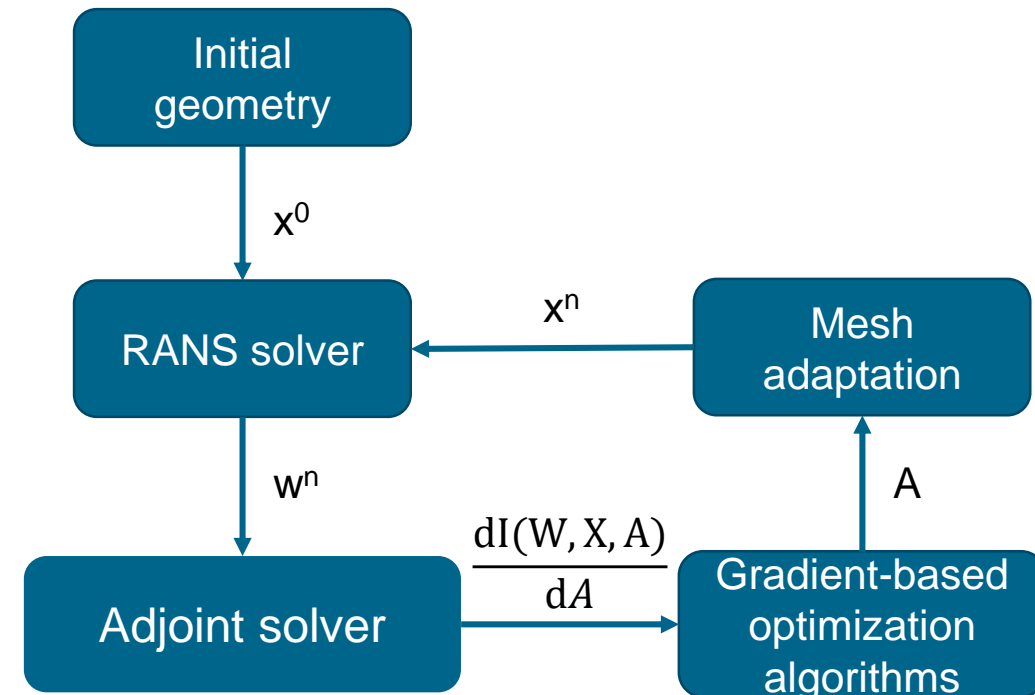 Initial
geometry
x⁰
RANS solver
xⁿ
Mesh
adaptation
wⁿ
A
dI(W, X, A)
dA
Adjoint solver
Gradient-based
optimization
algorithms